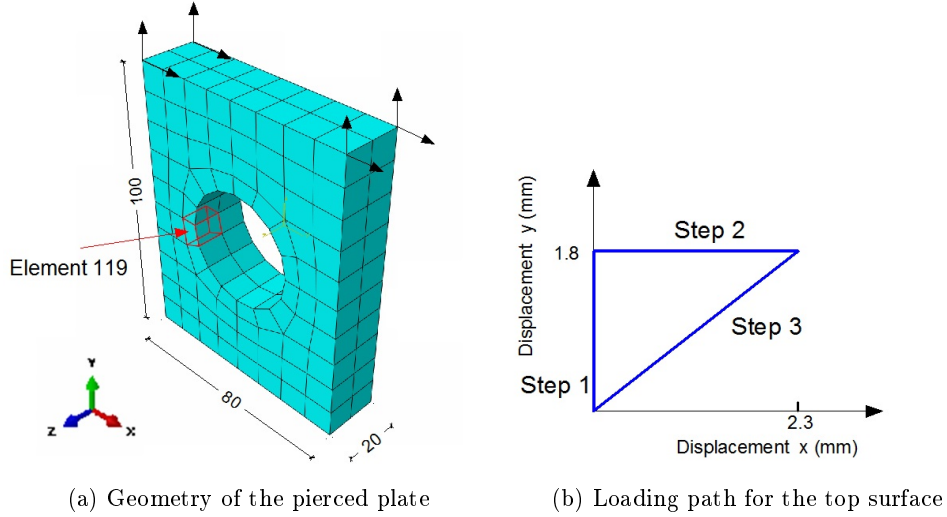 100
Element 119
80
20
Y
Z
X
Displacement y (mm)
1.8
Step 2
Step 3
Step 1
2.3
Displacement x (mm)
(a) Geometry of the pierced plate
(b) Loading path for the top surface